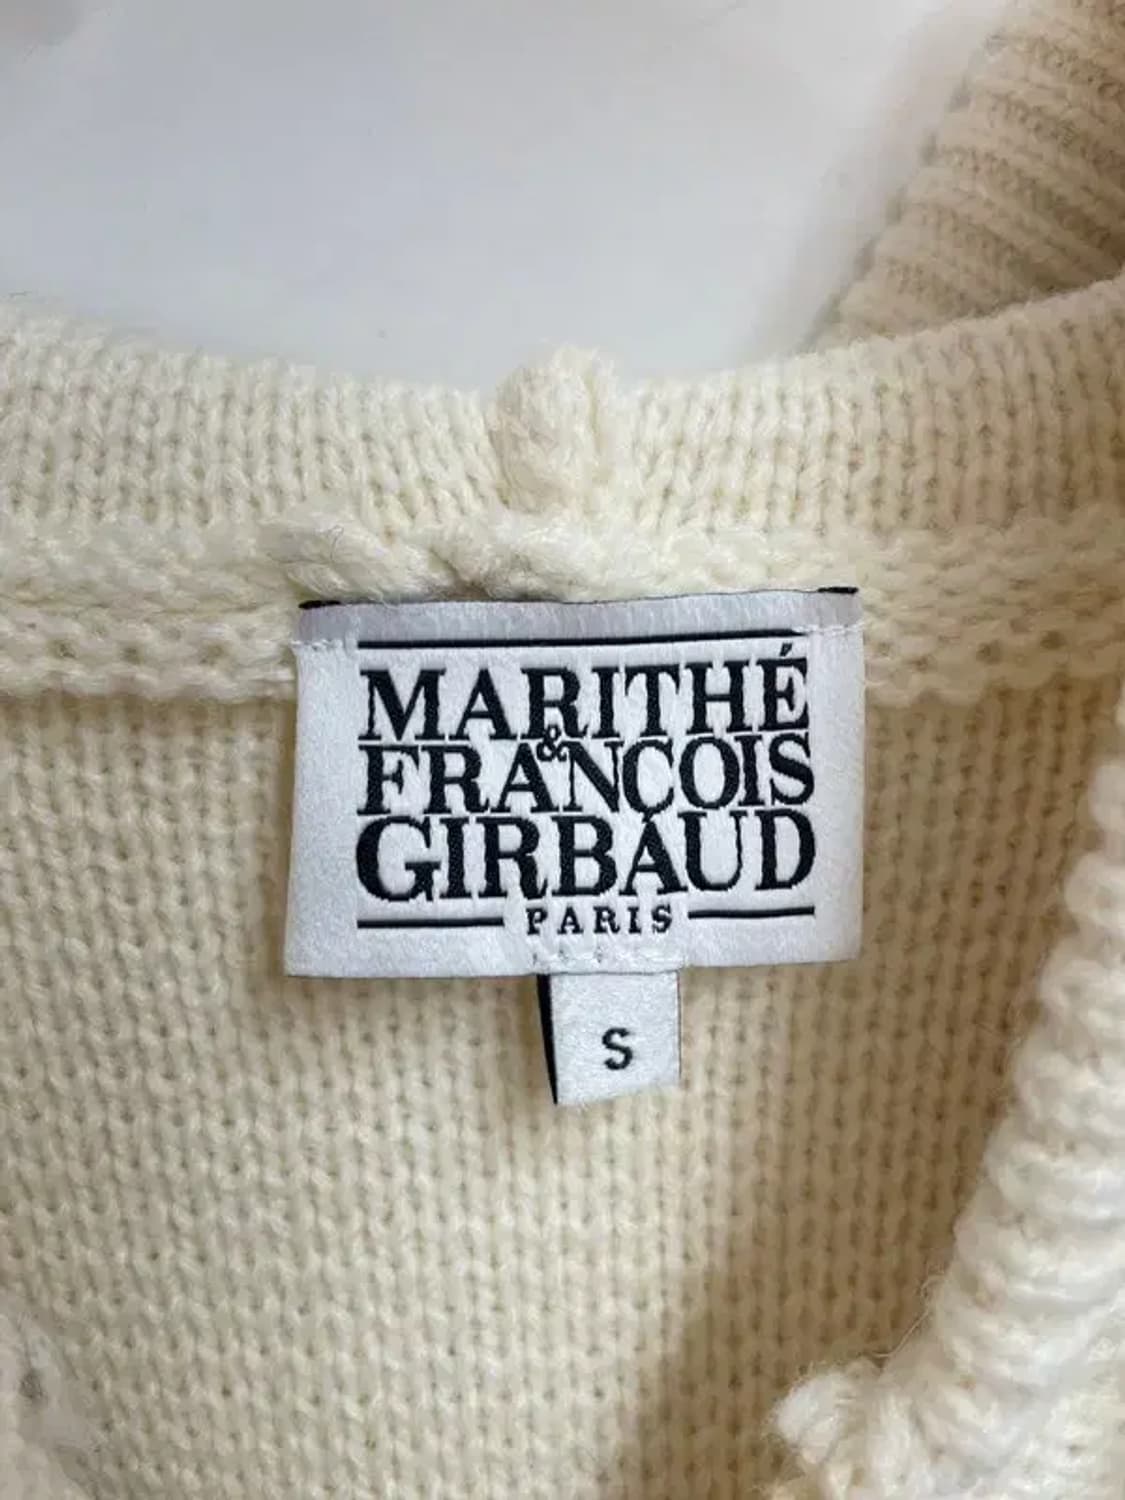 MARITHÉ
&
FRANÇOIS
GIRBAUD
PARIS
S